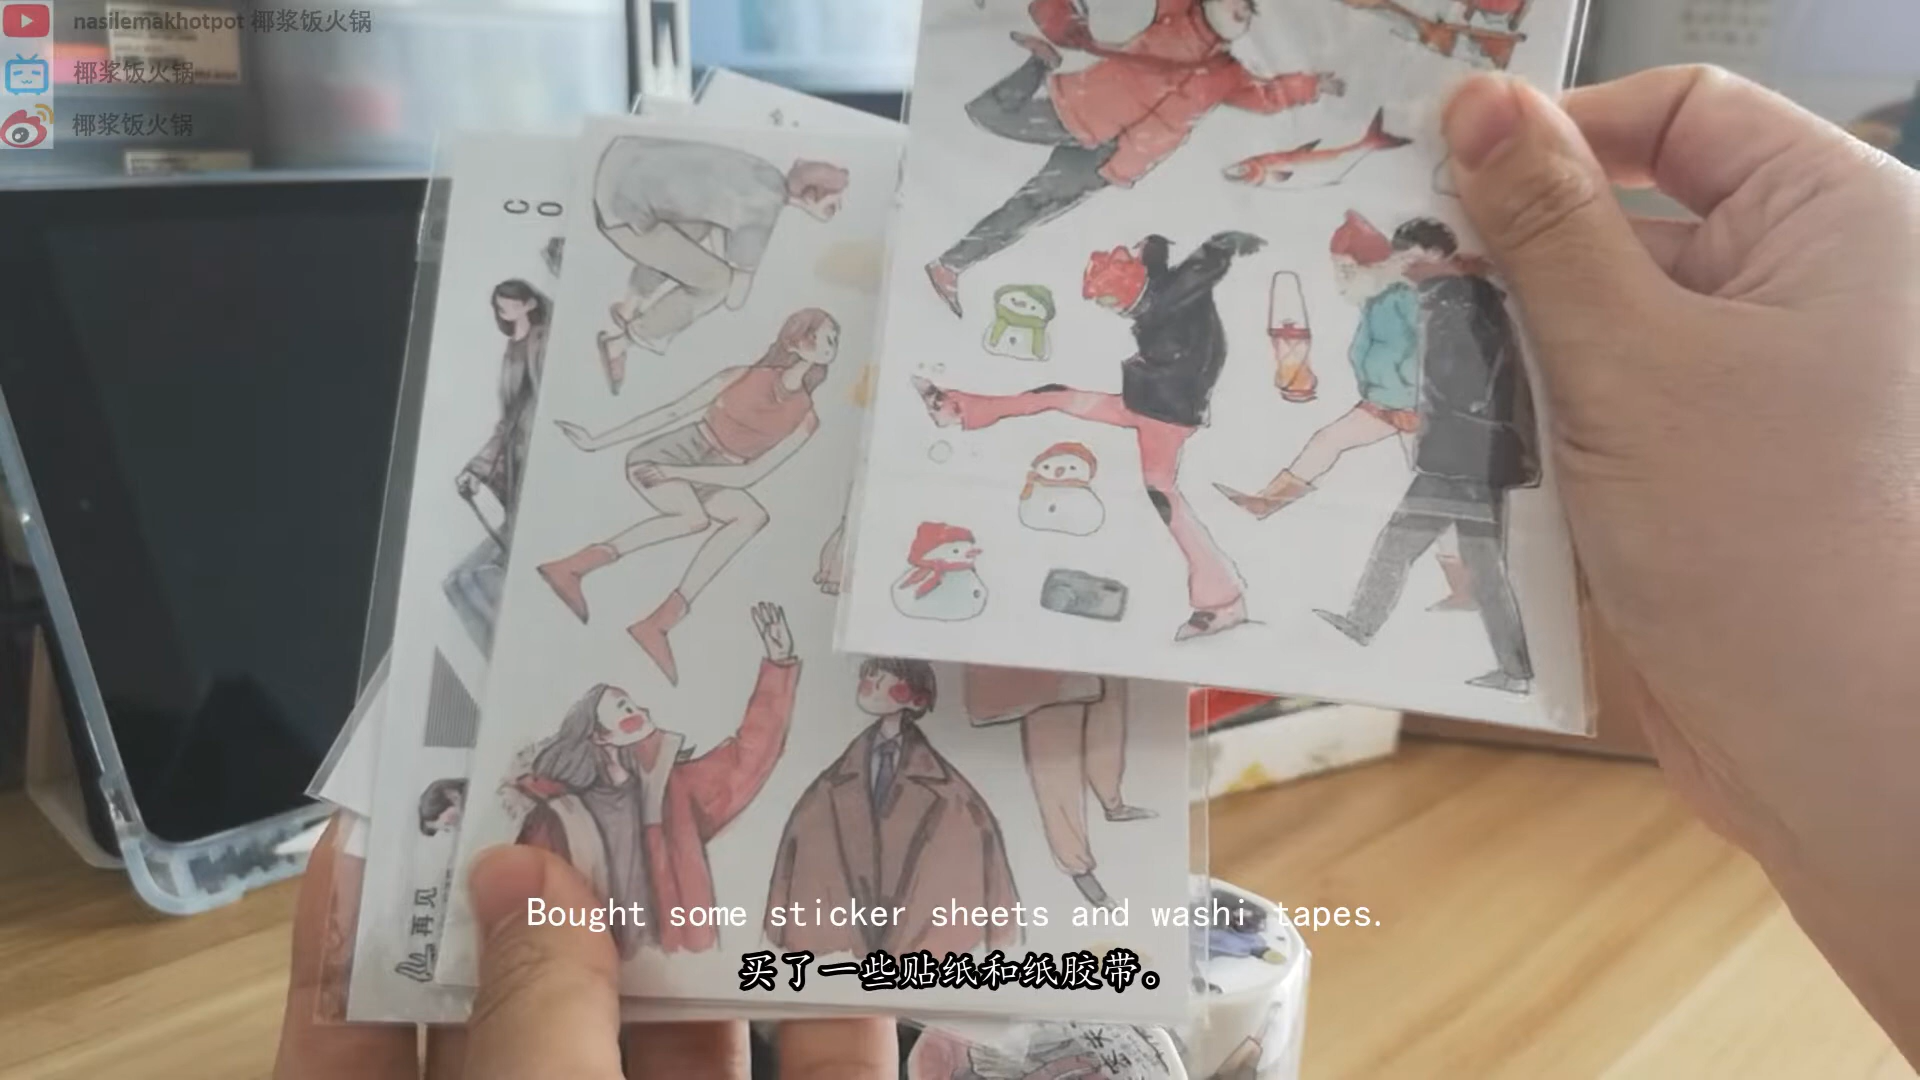 nasilemakhotpot 椰浆饭火锅
椰浆饭火锅
椰浆饭火锅
C
O
再见
Bought some sticker sheets and washi tapes.
买了一些贴纸和纸胶带。